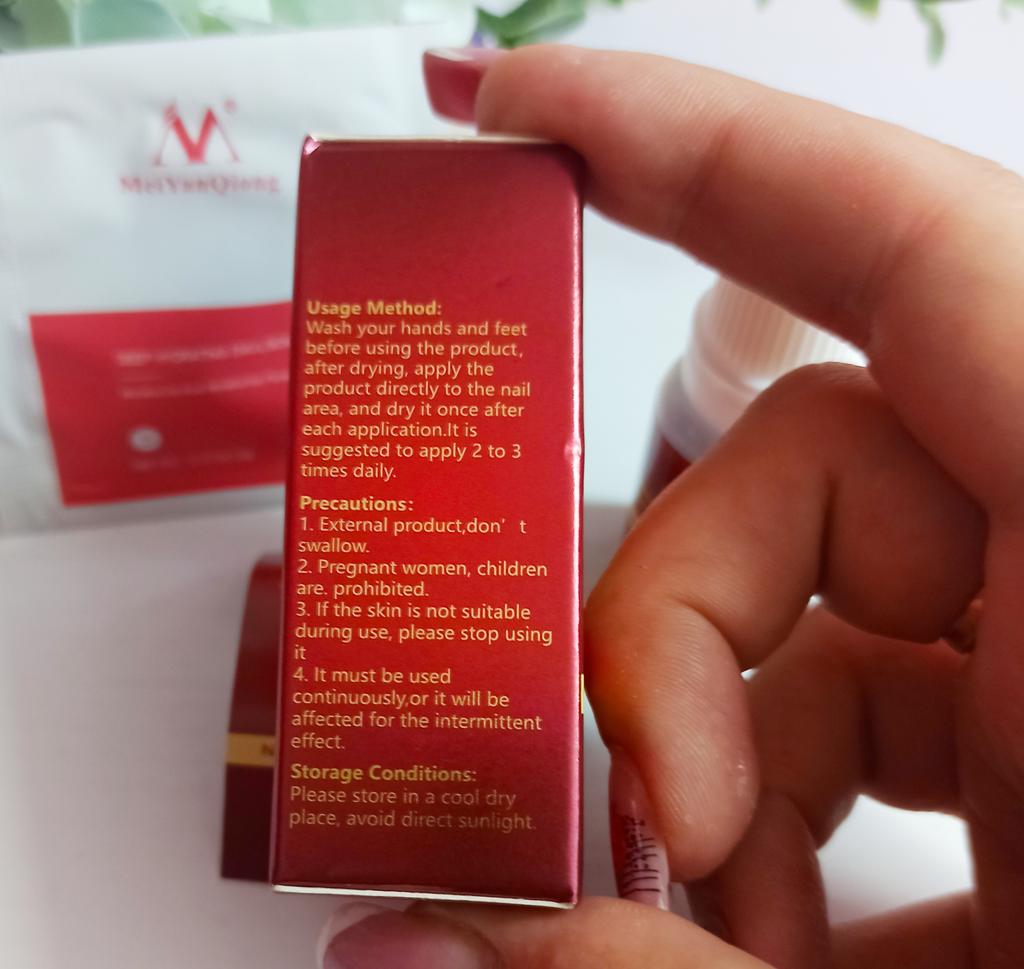 MeiYanQiong
Usage Method:
Wash your hands and feet
before using the product,
after drying, apply the
product directly to the nail
area, and dry it once after
each application.It is
suggested to apply 2 to 3
times daily.
Precautions:
1. External product,don't
swallow.
2. Pregnant women, children
are. prohibited.
3. If the skin is not suitable
during use, please stop using
it
4. It must be used
continuously,or it will be
affected for the intermittent
effect.
Storage Conditions:
Please store in a cool dry
place, avoid direct sunlight.